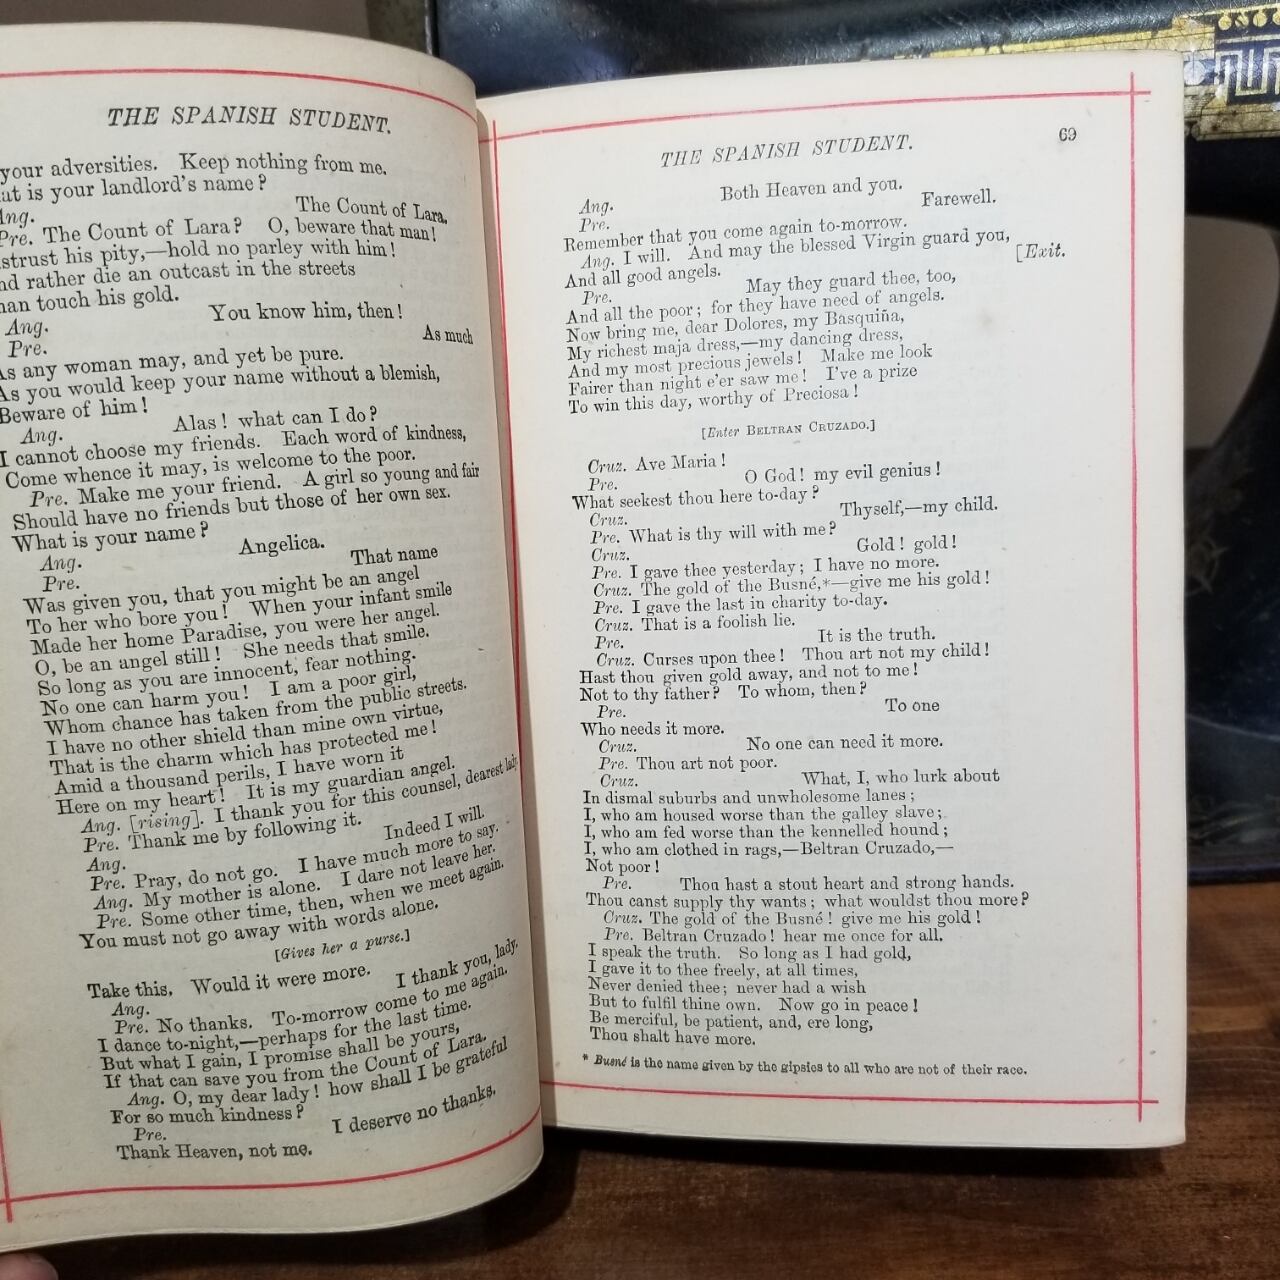 THE SPANISH STUDENT.
your adversities. Keep nothing from me.
at is your landlord's name?
Ang. The Count of Lara.
Pre. The Count of Lara? O, beware that man!
strust his pity,—hold no parley with him!
nd rather die an outcast in the streets
han touch his gold.
Ang. You know him, then!
Pre. As much
As any woman may, and yet be pure.
As you would keep your name without a blemish,
Beware of him!
Ang. Alas! what can I do?
I cannot choose my friends. Each word of kindness,
Come whence it may, is welcome to the poor.
Pre. Make me your friend. A girl so young and fair
Should have no friends but those of her own sex.
What is your name?
Ang. Angelica.
Pre. That name
Was given you, that you might be an angel
To her who bore you! When your infant smile
Made her home Paradise, you were her angel.
O, be an angel still! She needs that smile.
So long as you are innocent, fear nothing.
No one can harm you! I am a poor girl,
Whom chance has taken from the public streets.
I have no other shield than mine own virtue,
That is the charm which has protected me!
Amid a thousand perils, I have worn it
Here on my heart! It is my guardian angel.
Ang. [rising]. I thank you for this counsel, dearest lady.
Pre. Thank me by following it.
Ang. Indeed I will.
Pre. Pray, do not go. I have much more to say.
Ang. My mother is alone. I dare not leave her.
Pre. Some other time, then, when we meet again.
You must not go away with words alone.
[Gives her a purse.]
Take this. Would it were more.
Ang. I thank you, lady.
Pre. No thanks. To-morrow come to me again.
I dance to-night,—perhaps for the last time.
But what I gain, I promise shall be yours,
If that can save you from the Count of Lara.
Ang. O, my dear lady! how shall I be grateful
For so much kindness?
Pre. I deserve no thanks.
Thank Heaven, not me.
THE SPANISH STUDENT. 69
Ang. Both Heaven and you.
Pre. Farewell.
Remember that you come again to-morrow.
Ang. I will. And may the blessed Virgin guard you,
And all good angels. [Exit.
Pre. May they guard thee, too,
And all the poor; for they have need of angels.
Now bring me, dear Dolores, my Basquiña,
My richest maja dress,—my dancing dress,
And my most precious jewels! Make me look
Fairer than night e'er saw me! I've a prize
To win this day, worthy of Preciosa!
[Enter BELTRAN CRUZADO.]
Cruz. Ave Maria!
Pre. O God! my evil genius!
What seekest thou here to-day?
Cruz. Thyself,—my child.
Pre. What is thy will with me?
Cruz. Gold! gold!
Pre. I gave thee yesterday; I have no more.
Cruz. The gold of the Busné,*—give me his gold!
Pre. I gave the last in charity to-day.
Cruz. That is a foolish lie.
Pre. It is the truth.
Cruz. Curses upon thee! Thou art not my child!
Hast thou given gold away, and not to me!
Not to thy father? To whom, then?
Pre. To one
Who needs it more.
Cruz. No one can need it more.
Pre. Thou art not poor.
Cruz. What, I, who lurk about
In dismal suburbs and unwholesome lanes;
I, who am housed worse than the galley slave;
I, who am fed worse than the kennelled hound;
I, who am clothed in rags,—Beltran Cruzado,—
Not poor!
Pre. Thou hast a stout heart and strong hands.
Thou canst supply thy wants; what wouldst thou more?
Cruz. The gold of the Busné! give me his gold!
Pre. Beltran Cruzado! hear me once for all.
I speak the truth. So long as I had gold,
I gave it to thee freely, at all times,
Never denied thee; never had a wish
But to fulfil thine own. Now go in peace!
Be merciful, be patient, and, ere long,
Thou shalt have more.
* Busné is the name given by the gipsies to all who are not of their race.